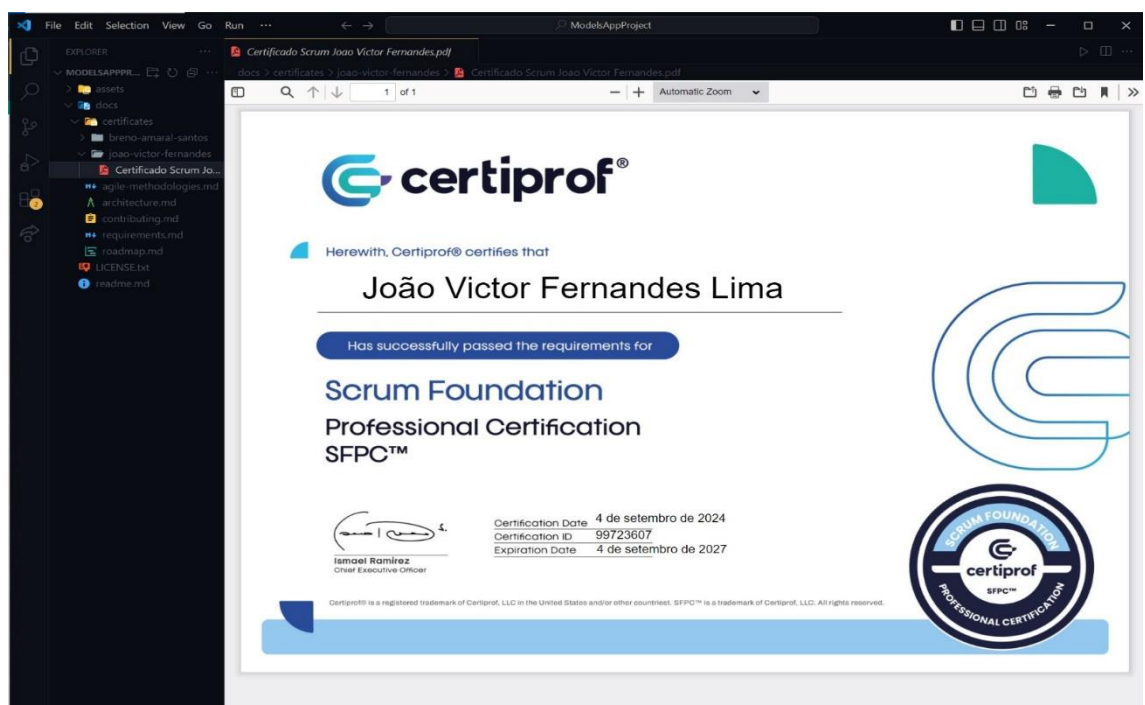 File Edit Selection View Go Run ··· ModelsAppProject
EXPLORER ···
MODELSAPPPR...
assets
docs
certificates
breno-amaral-santos
joao-victor-fernandes
Certificado Scrum Jo...
agile-methodologies.md
architecture.md
contributing.md
requirements.md
roadmap.md
LICENSE.txt
readme.md
2
Certificado Scrum Joao Victor Fernandes.pdf
docs > certificates > joao-victor-fernandes > Certificado Scrum Joao Victor Fernandes.pdf
1 of 1 Automatic Zoom
certiprof®
Herewith, Certiprof® certifies that
João Victor Fernandes Lima
Has successfully passed the requirements for
Scrum Foundation
Professional Certification
SFPC™
Certification Date 4 de setembro de 2024
Certification ID 99723607
Expiration Date 4 de setembro de 2027
Ismael Ramírez
Chief Executive Officer
Certiprof® is a registered trademark of Certiprof, LLC in the United States and/or other countriest. SFPC™ is a trademark of Certiprof, LLC. All rights reserved.
SCRUM FOUNDATION
certiprof
SFPC™
PROFESSIONAL CERTIFICATION